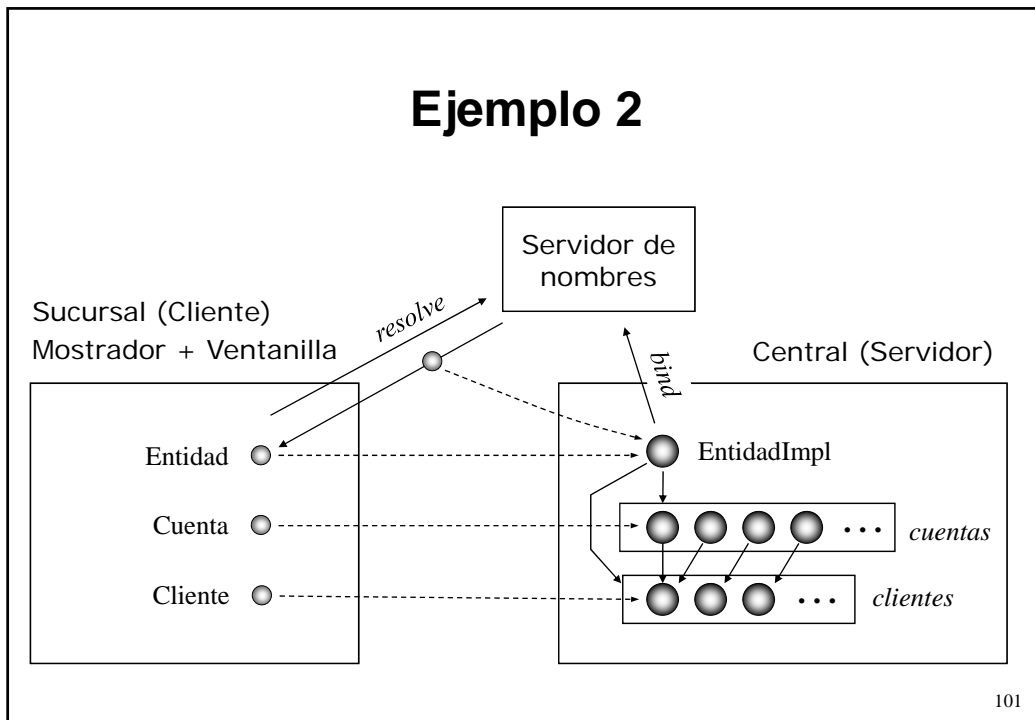 Ejemplo 2
Servidor de
nombres
Sucursal (Cliente)
Mostrador + Ventanilla
resolve
bind
Central (Servidor)
Entidad
EntidadImpl
Cuenta
cuentas
Cliente
clientes
101